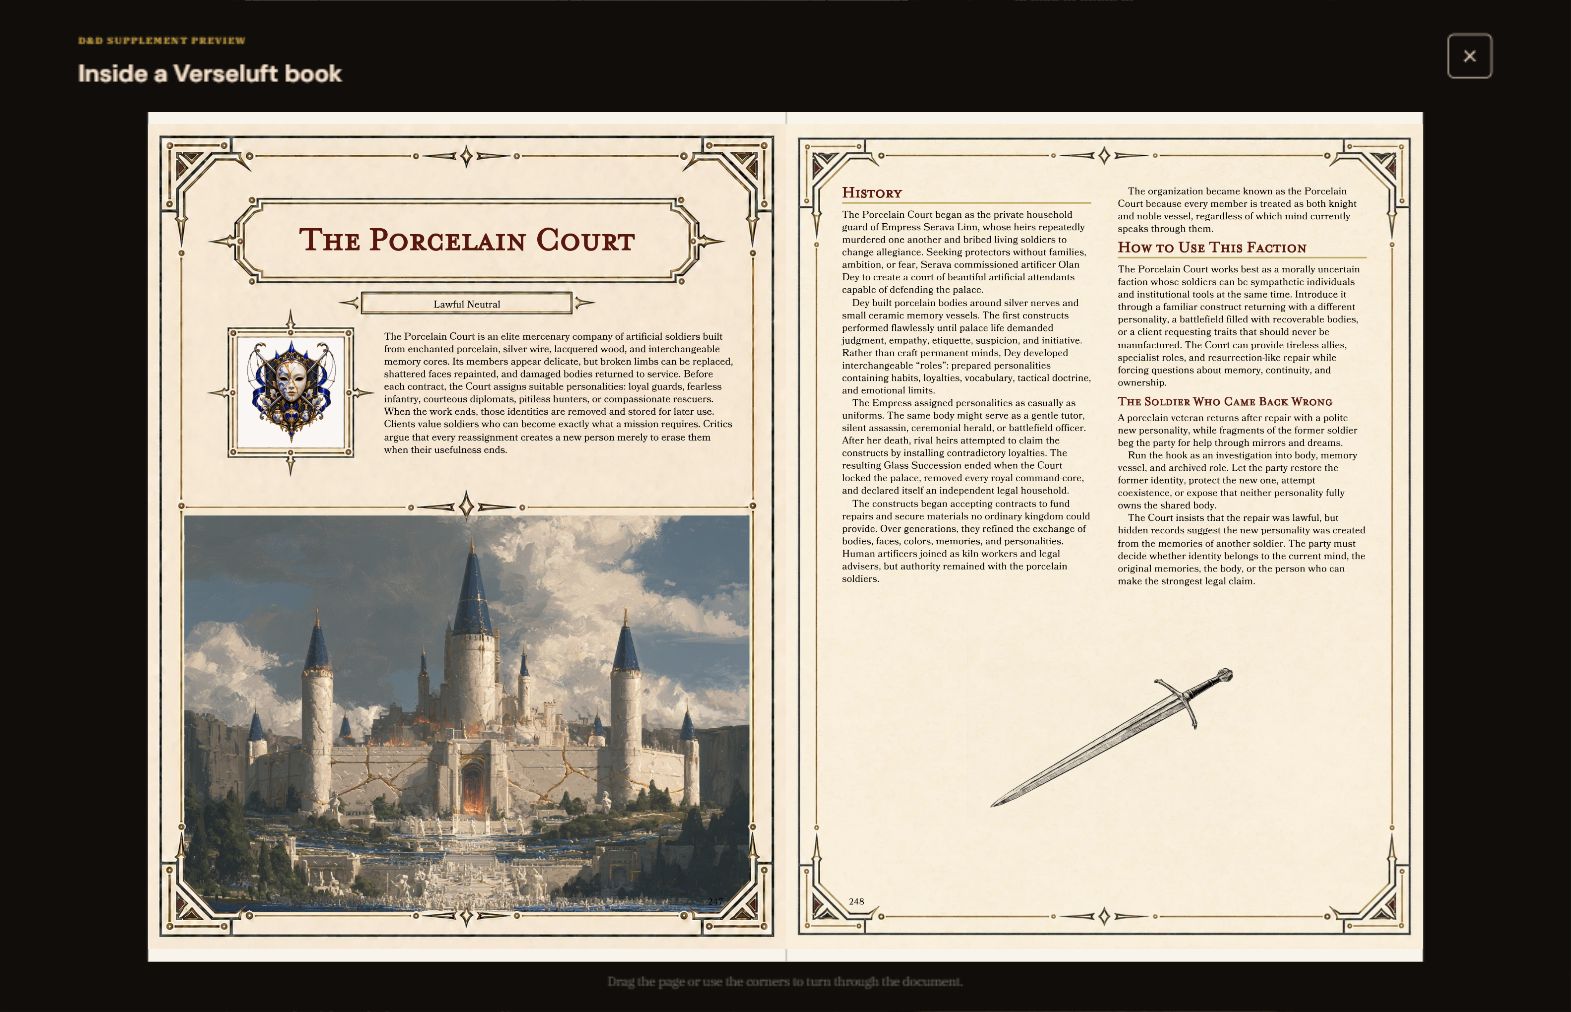 D&D SUPPLEMENT PREVIEW
Inside a Verseluft book
THE PORCELAIN COURT
Lawful Neutral
The Porcelain Court is an elite mercenary company of artificial soldiers built
from enchanted porcelain, silver wire, lacquered wood, and interchangeable
memory cores. Its members appear delicate, but broken limbs can be replaced,
shattered faces repainted, and damaged bodies returned to service. Before
each contract, the Court assigns suitable personalities: loyal guards, fearless
infantry, courteous diplomats, pitiless hunters, or compassionate rescuers.
When the work ends, those identities are removed and stored for later use.
Clients value soldiers who can become exactly what a mission requires. Critics
argue that every reassignment creates a new person merely to erase them
when their usefulness ends.
247
HISTORY
The Porcelain Court began as the private household
guard of Empress Serava Linn, whose heirs repeatedly
murdered one another and bribed living soldiers to
change allegiance. Seeking protectors without families,
ambition, or fear, Serava commissioned artificer Olan
Dey to create a court of beautiful artificial attendants
capable of defending the palace.
Dey built porcelain bodies around silver nerves and
small ceramic memory vessels. The first constructs
performed flawlessly until palace life demanded
judgment, empathy, etiquette, suspicion, and initiative.
Rather than craft permanent minds, Dey developed
interchangeable “roles”: prepared personalities
containing habits, loyalties, vocabulary, tactical doctrine,
and emotional limits.
The Empress assigned personalities as casually as
uniforms. The same body might serve as a gentle tutor,
silent assassin, ceremonial herald, or battlefield officer.
After her death, rival heirs attempted to claim the
constructs by installing contradictory loyalties. The
resulting Glass Succession ended when the Court
locked the palace, removed every royal command core,
and declared itself an independent legal household.
The constructs began accepting contracts to fund
repairs and secure materials no ordinary kingdom could
provide. Over generations, they refined the exchange of
bodies, faces, colors, memories, and personalities.
Human artificers joined as kiln workers and legal
advisers, but authority remained with the porcelain
soldiers.
The organization became known as the Porcelain
Court because every member is treated as both knight
and noble vessel, regardless of which mind currently
speaks through them.
HOW TO USE THIS FACTION
The Porcelain Court works best as a morally uncertain
faction whose soldiers can be sympathetic individuals
and institutional tools at the same time. Introduce it
through a familiar construct returning with a different
personality, a battlefield filled with recoverable bodies,
or a client requesting traits that should never be
manufactured. The Court can provide tireless allies,
specialist roles, and resurrection-like repair while
forcing questions about memory, continuity, and
ownership.
THE SOLDIER WHO CAME BACK WRONG
A porcelain veteran returns after repair with a polite
new personality, while fragments of the former soldier
beg the party for help through mirrors and dreams.
Run the hook as an investigation into body, memory
vessel, and archived role. Let the party restore the
former identity, protect the new one, attempt
coexistence, or expose that neither personality fully
owns the shared body.
The Court insists that the repair was lawful, but
hidden records suggest the new personality was created
from the memories of another soldier. The party must
decide whether identity belongs to the current mind, the
original memories, the body, or the person who can
make the strongest legal claim.
248
Drag the page or use the corners to turn through the document.